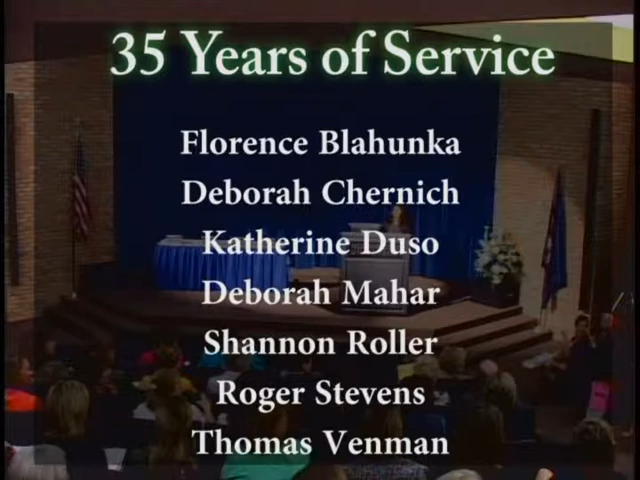 35 Years of Service
Florence Blahunka
Deborah Chernich
Katherine Duso
Deborah Mahar
Shannon Roller
Roger Stevens
Thomas Venman